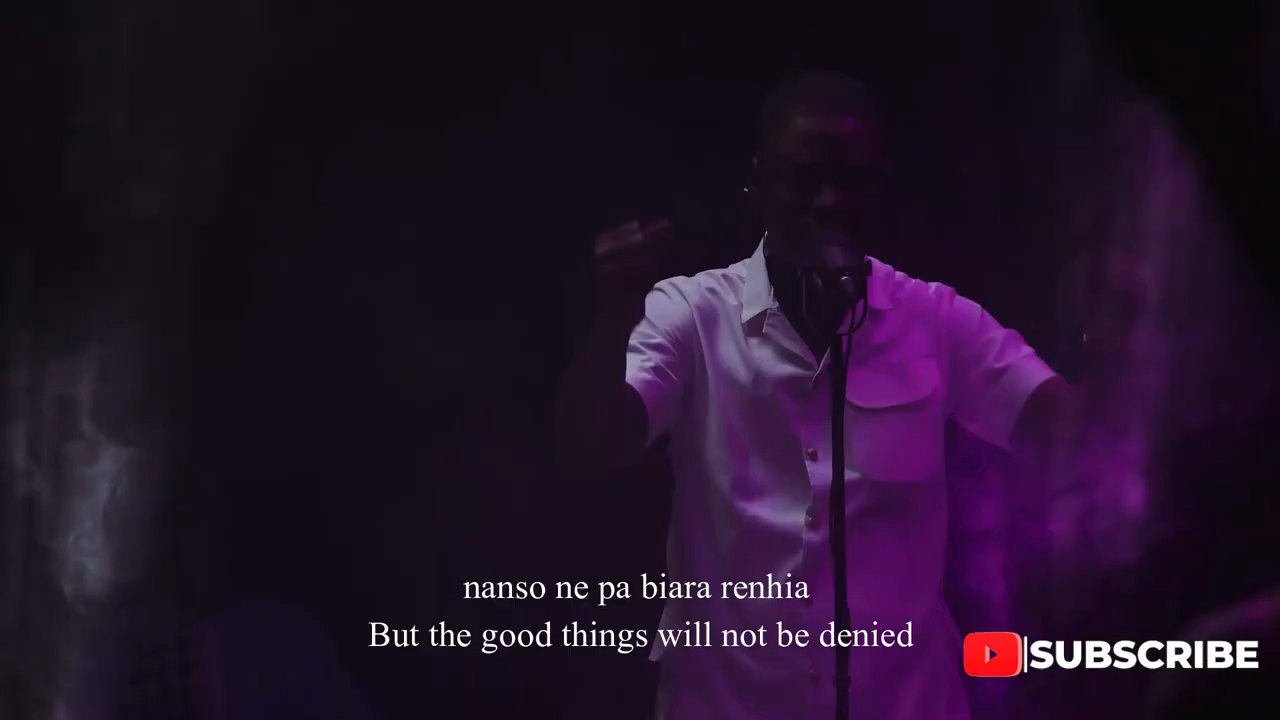 nanso ne pa biara renhia
But the good things will not be denied
SUBSCRIBE